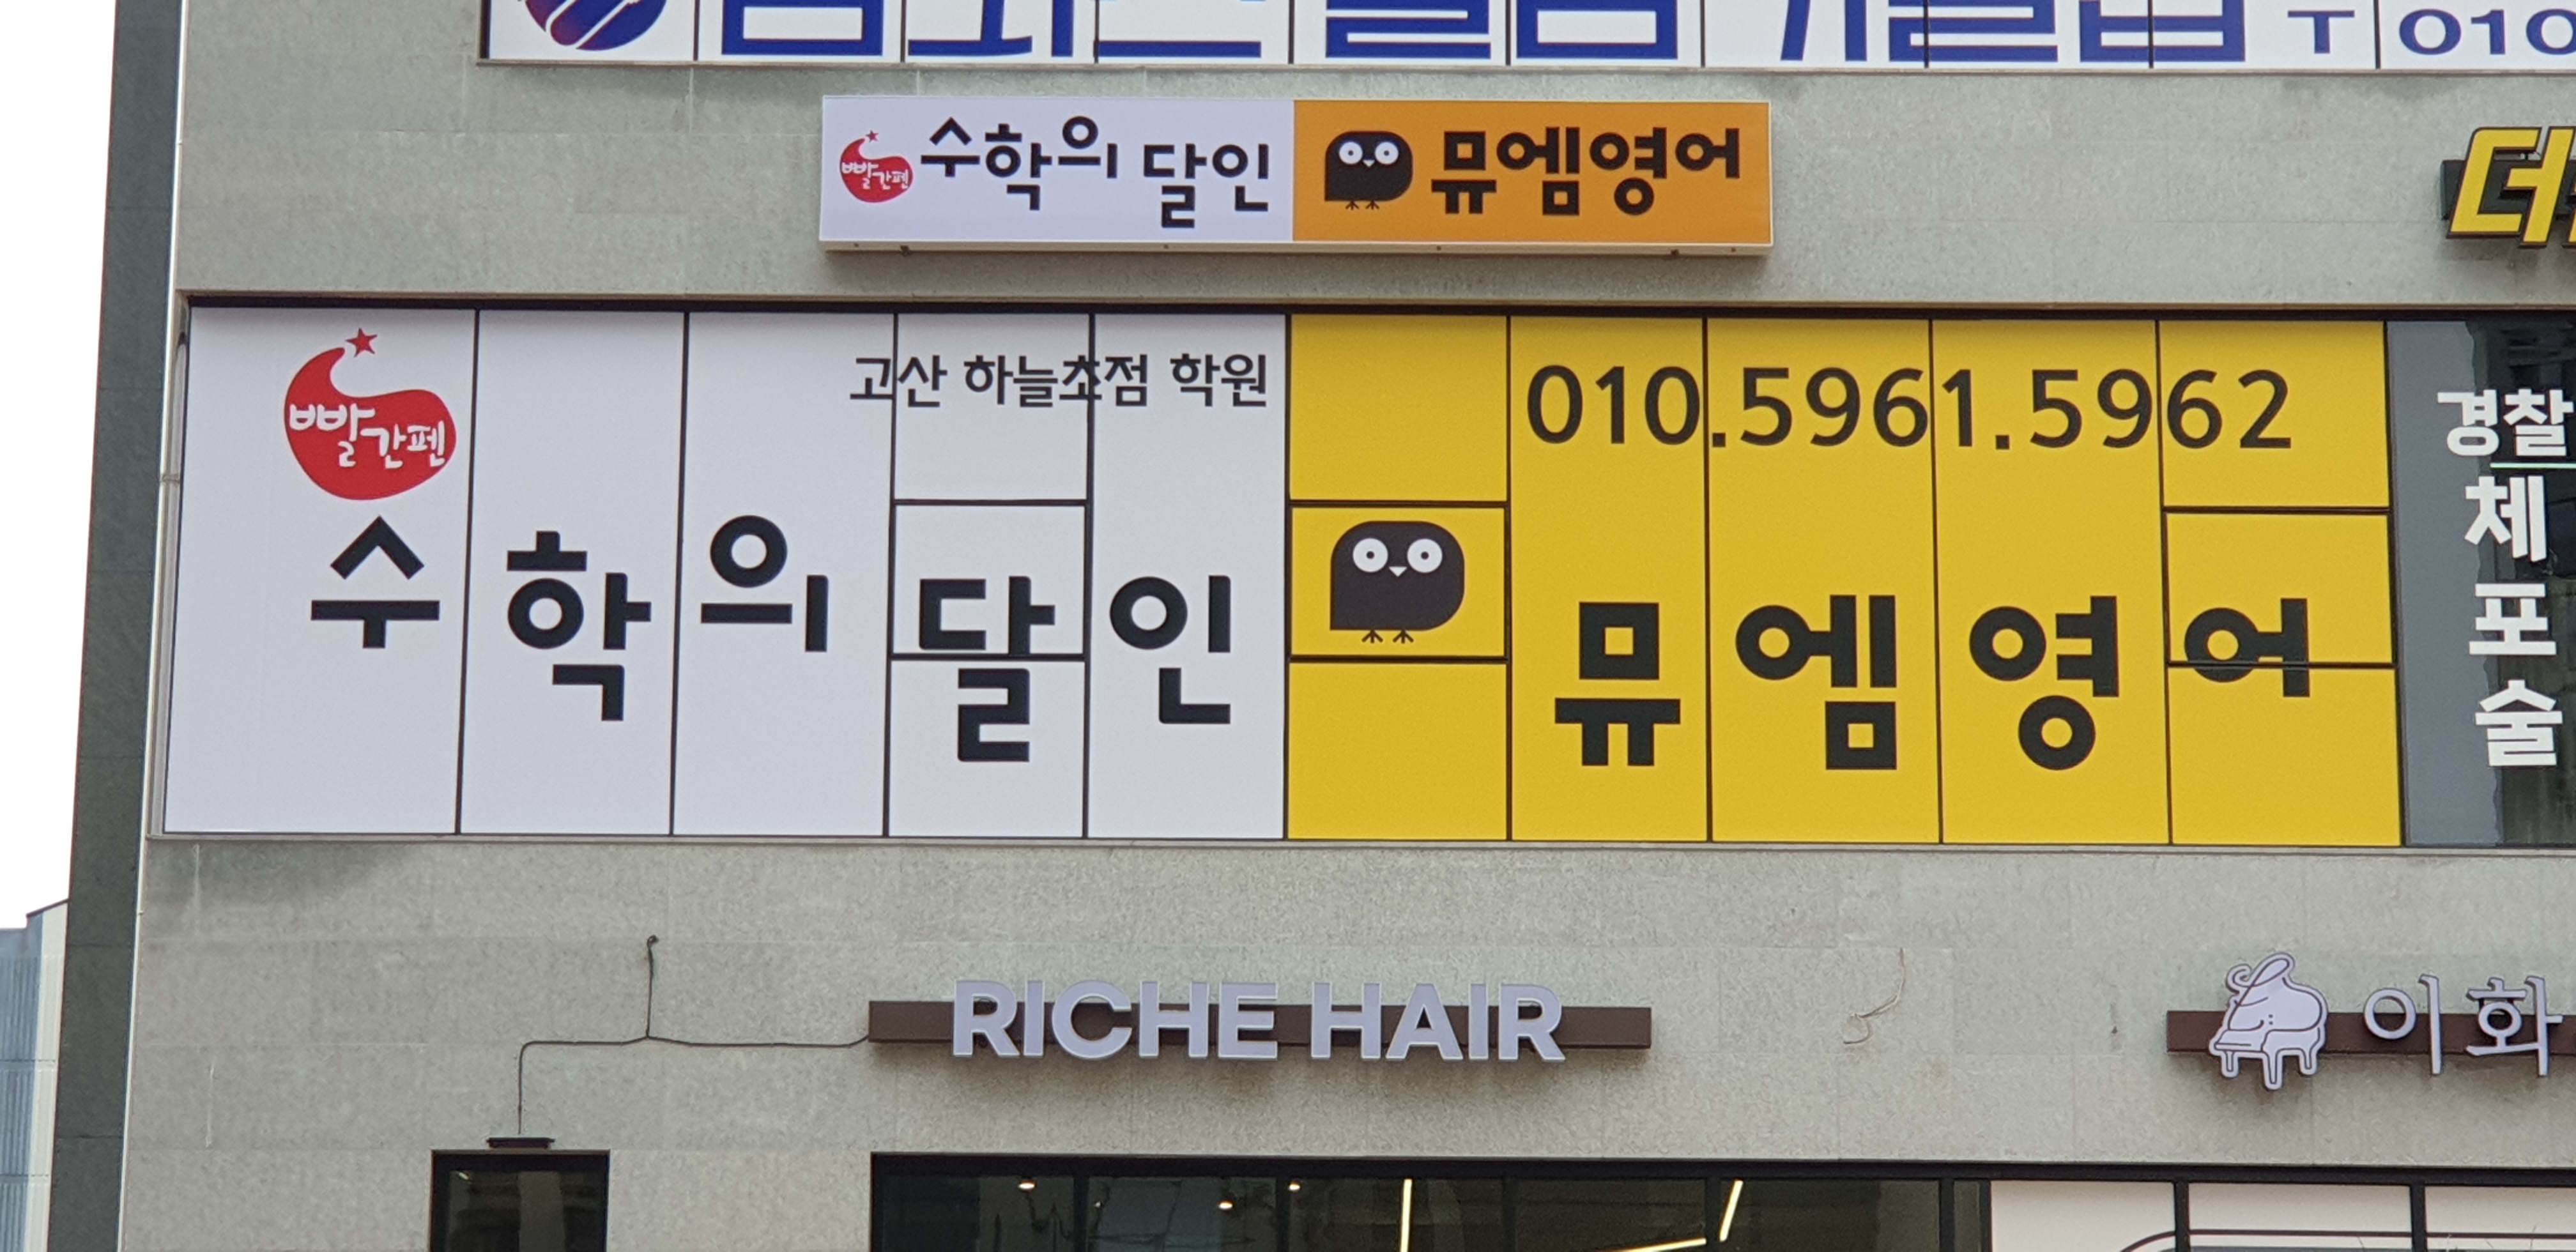 T 010
빨간펜 수학의 달인 뮤엠영어
빨간펜
고산 하늘초점 학원
수학의 달인
010.5961.5962
뮤엠영어
경찰
체
포
술
RICHE HAIR
이화